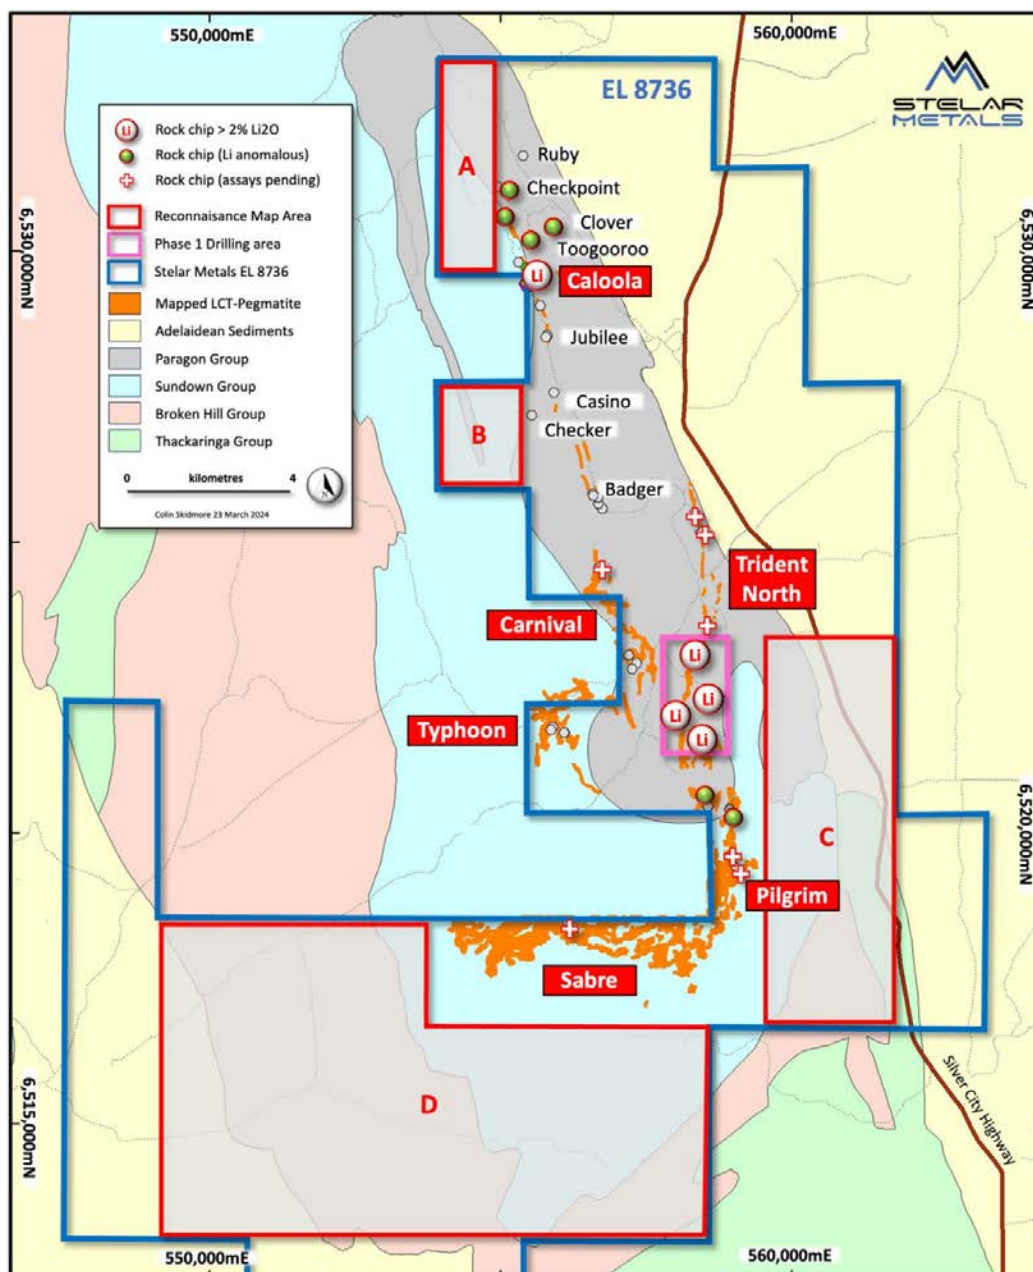 550,000mE
560,000mE
EL 8736
STELAR
METALS
Li
Rock chip > 2% Li2O
Rock chip (Li anomalous)
Rock chip (assays pending)
Reconnaisance Map Area
Phase 1 Drilling area
Stelar Metals EL 8736
Mapped LCT-Pegmatite
Adelaidean Sediments
Paragon Group
Sundown Group
Broken Hill Group
Thackaringa Group
0 kilometres 4
N
Colin Skidmore 23 March 2024
A
Ruby
Checkpoint
Clover
Toogooroo
6,530,000mN
6,530,000mN
Li
Caloola
Jubilee
Casino
B
Checker
Badger
Trident
North
Carnival
Li
Li
Li
Li
Typhoon
6,520,000mN
C
Pilgrim
Sabre
D
6,515,000mN
Silver City Highway
550,000mE
560,000mE